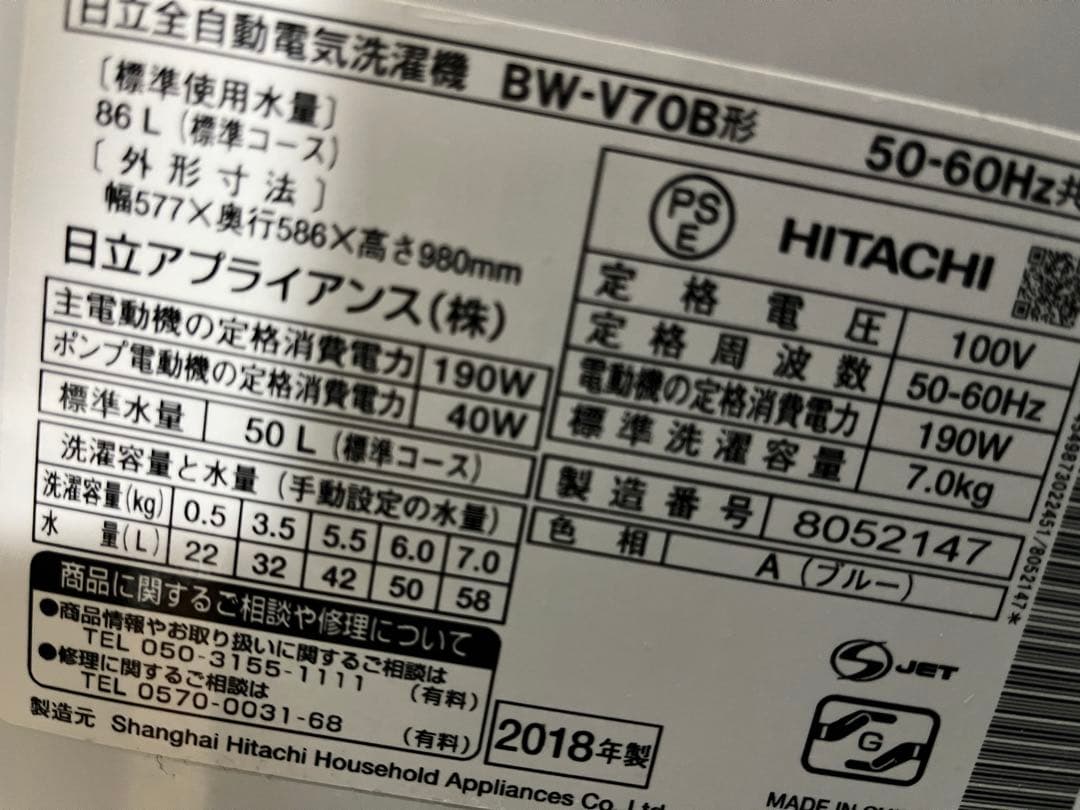 日立全自動電気洗濯機 BW-V70B形 50-60Hz共
[標準使用水量]
86L (標準コース)
[外形寸法]
幅577×奥行586×高さ980mm
日立アプライアンス(株)
主電動機の定格消費電力 190W
ポンプ電動機の定格消費電力 40W
標準水量 50L (標準コース)
洗濯容量と水量 (手動設定の水量)
洗濯容量(kg) 0.5 3.5 5.5 6.0 7.0
水量(L) 22 32 42 50 58
商品に関するご相談や修理について
●商品情報やお取り扱いに関するご相談は
TEL 050-3155-1111 (有料)
●修理に関するご相談は
TEL 0570-0031-68 (有料)
製造元 Shanghai Hitachi Household Appliances Co., Ltd
2018年製
PS
E
HITACHI
定格電圧 100V
定格周波数 50-60Hz
電動機の定格消費電力 190W
標準洗濯容量 7.0kg
製造番号 8052147
色相 A (ブルー)
S JET
G
MADE IN